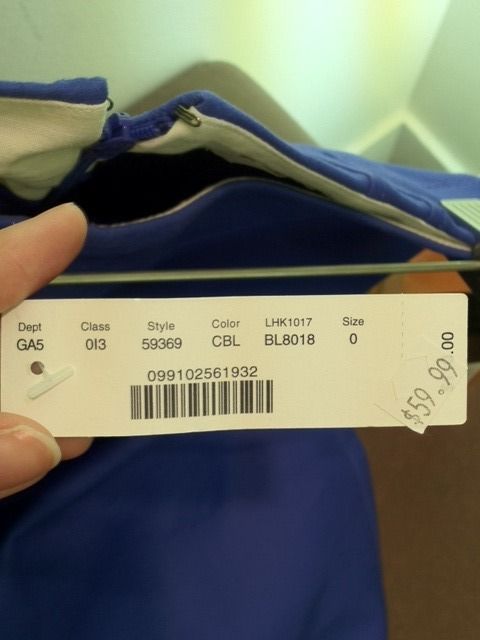 Dept Class Style Color LHK1017 Size
GA5 0I3 59369 CBL BL8018 0
099102561932
$59.99
.00